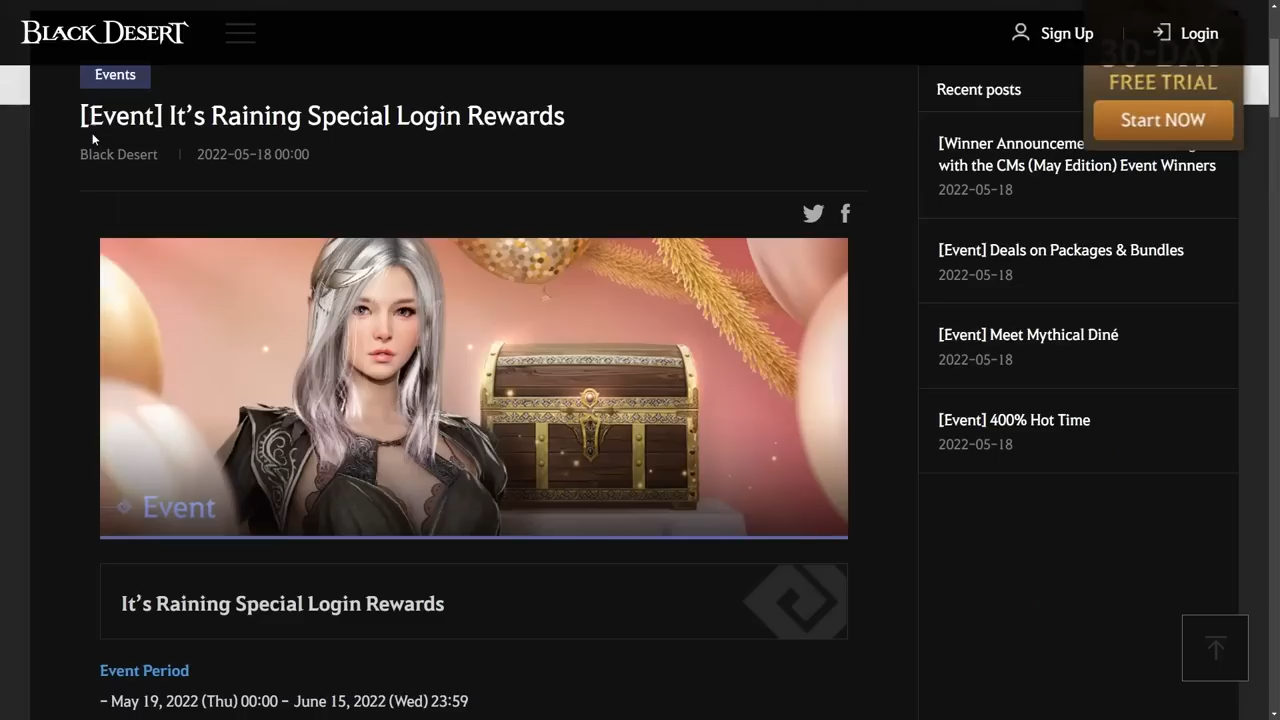 BLACK DESERT
Sign Up
Login
30-DAY
FREE TRIAL
Start NOW
Events
[Event] It's Raining Special Login Rewards
Black Desert
2022-05-18 00:00
Event
It's Raining Special Login Rewards
Event Period
- May 19, 2022 (Thu) 00:00 - June 15, 2022 (Wed) 23:59
Recent posts
[Winner Announceme
with the CMs (May Edition) Event Winners
2022-05-18
[Event] Deals on Packages & Bundles
2022-05-18
[Event] Meet Mythical Diné
2022-05-18
[Event] 400% Hot Time
2022-05-18